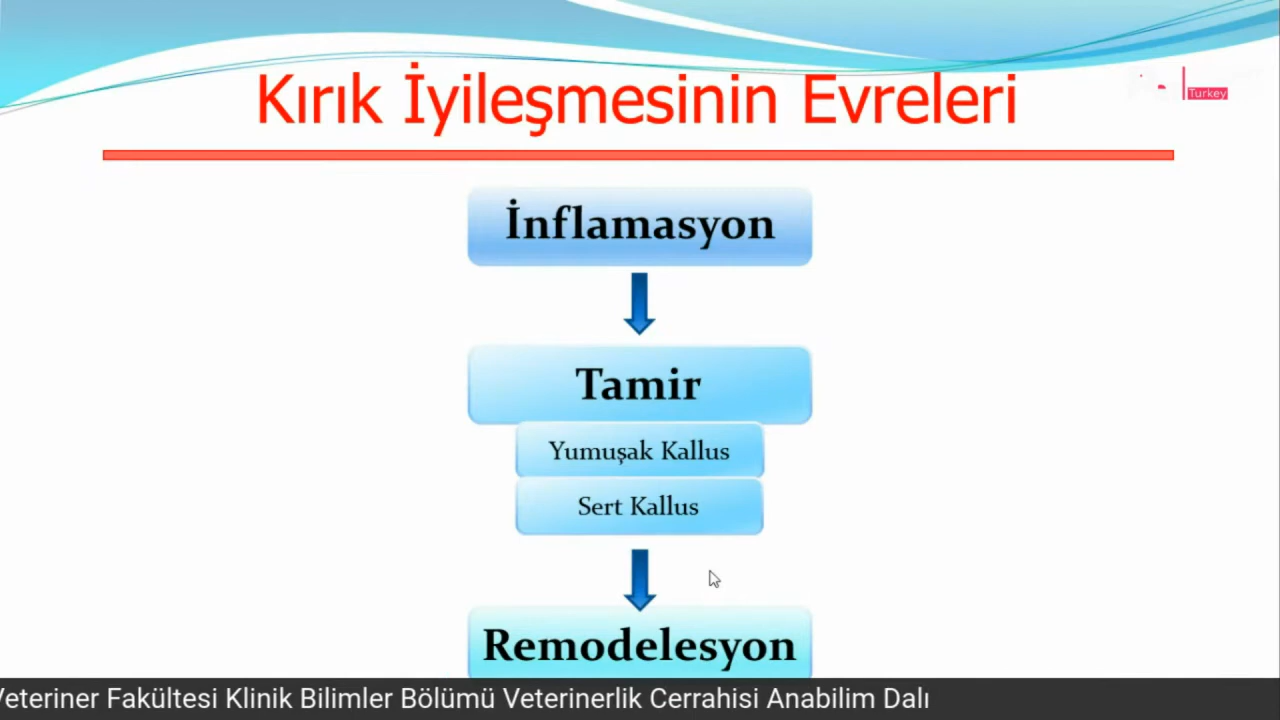 Kırık İyileşmesinin Evreleri
Turkey
İnflamasyon
Tamir
Yumuşak Kallus
Sert Kallus
Remodelesyon
Veteriner Fakültesi Klinik Bilimler Bölümü Veterinerlik Cerrahisi Anabilim Dalı